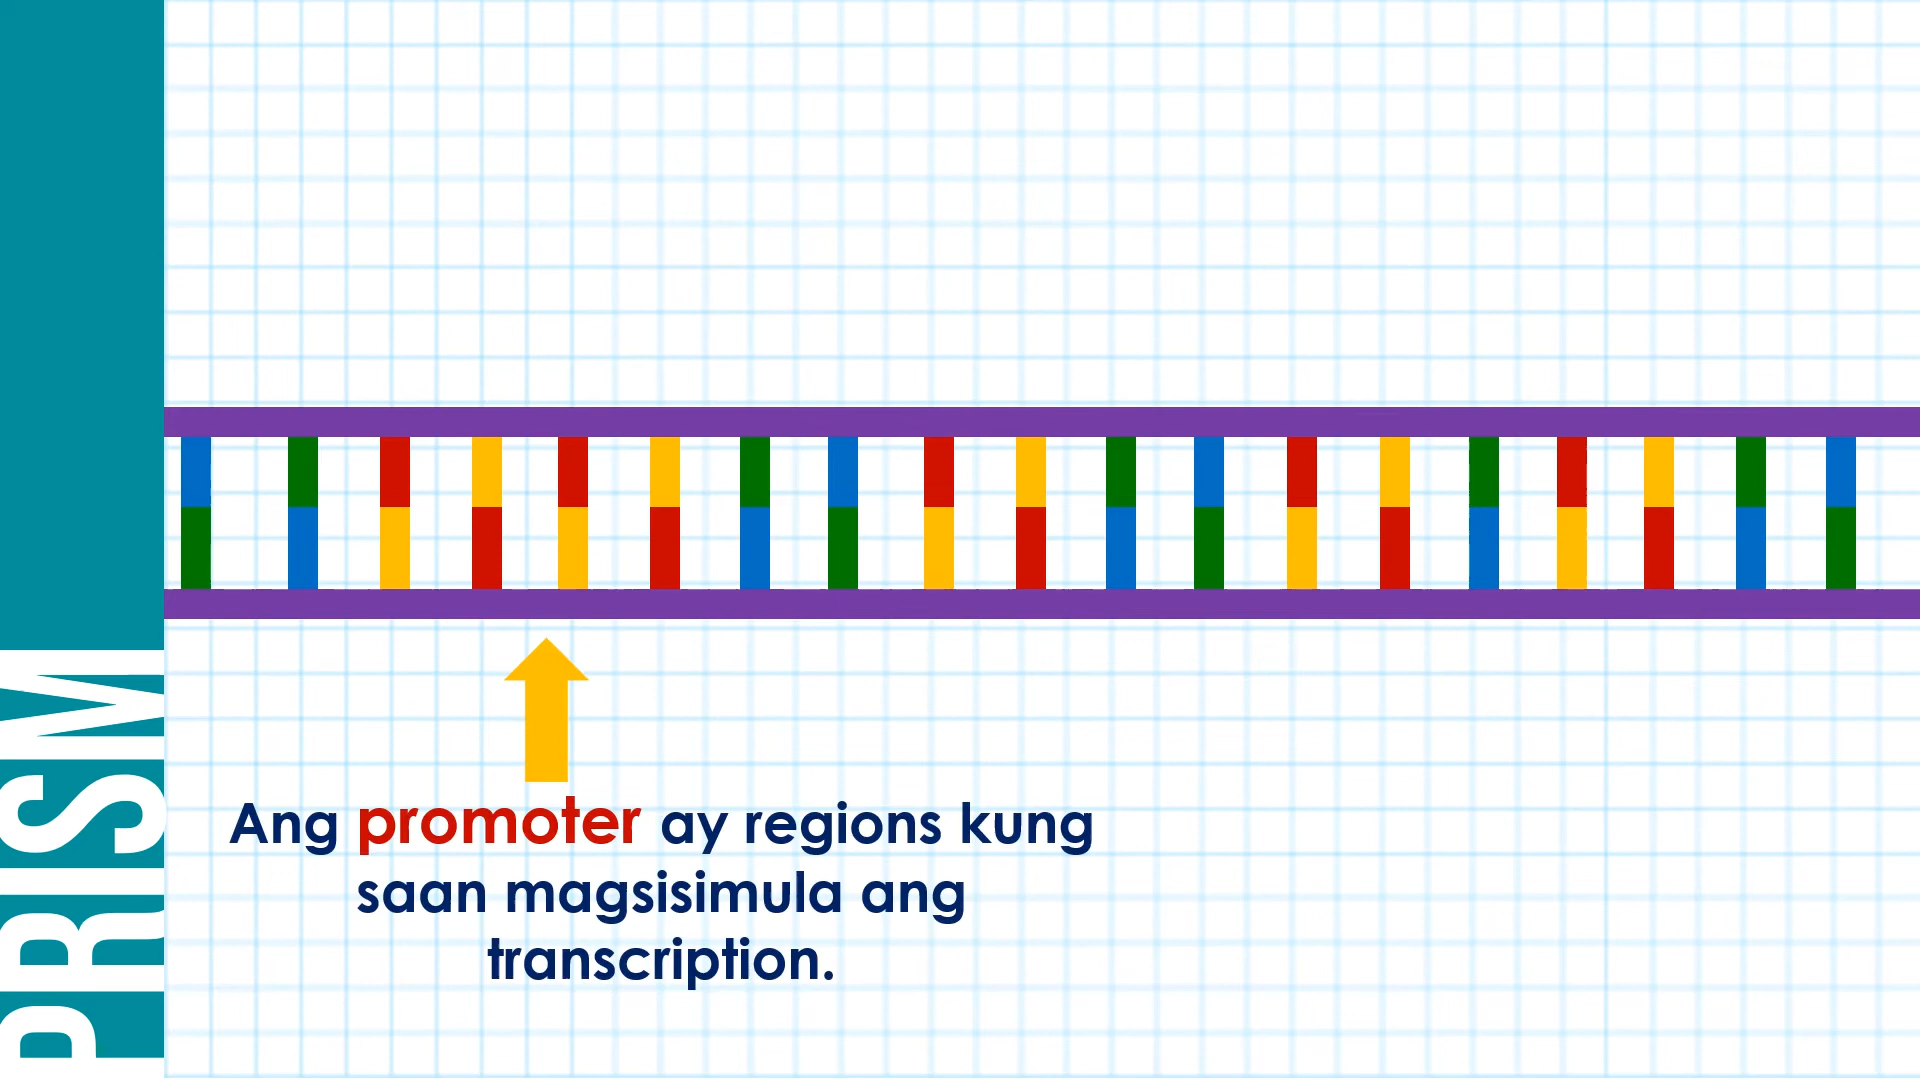 PRISM
Ang promoter ay regions kung
saan magsisimula ang
transcription.